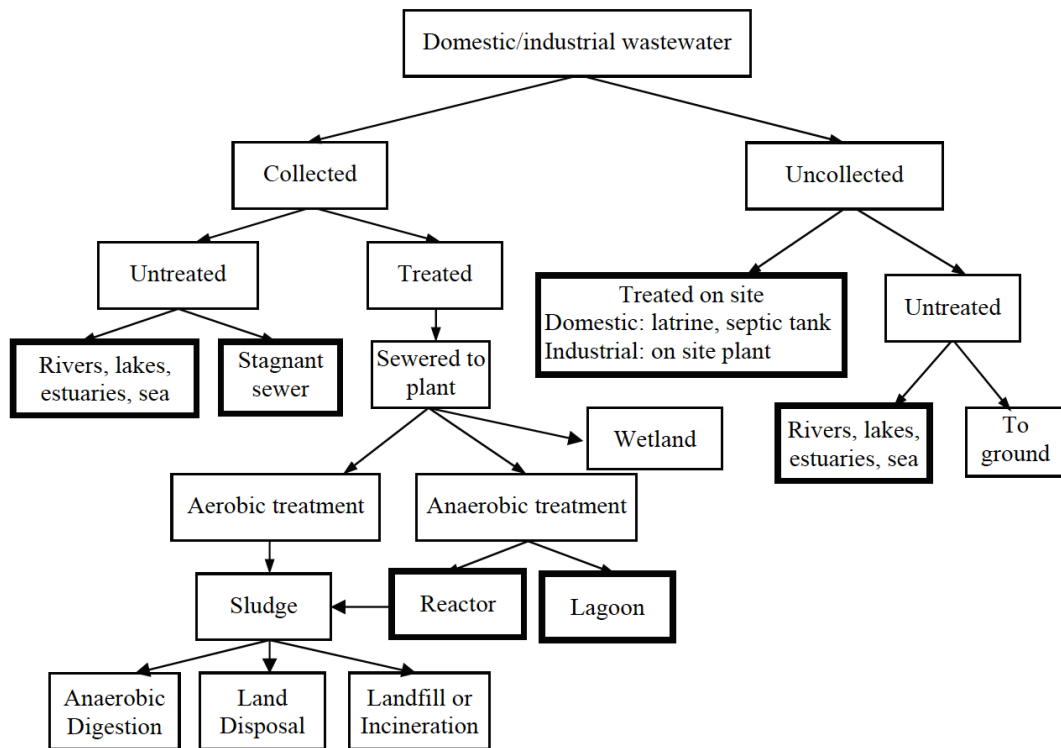 Domestic/industrial wastewater
Collected
Uncollected
Untreated
Treated
Treated on site
Domestic: latrine, septic tank
Industrial: on site plant
Untreated
Rivers, lakes,
estuaries, sea
Stagnant
sewer
Sewered to
plant
Wetland
Rivers, lakes,
estuaries, sea
To
ground
Aerobic treatment
Anaerobic treatment
Sludge
Reactor
Lagoon
Anaerobic
Digestion
Land
Disposal
Landfill or
Incineration